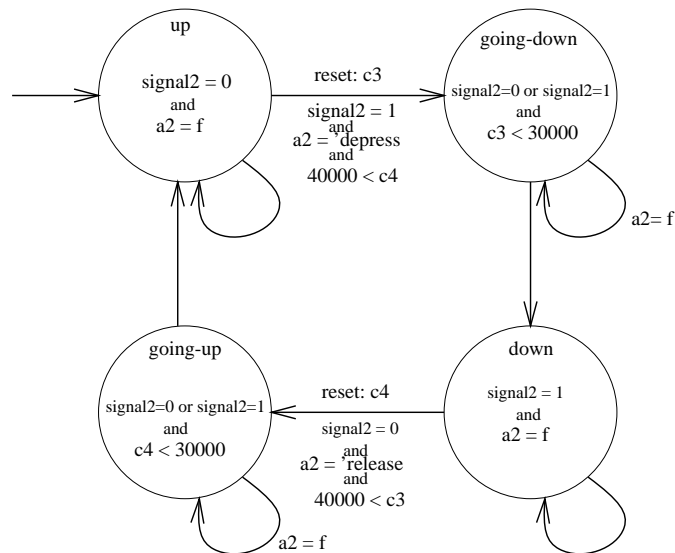 up
signal2 = 0
and
a2 = f
reset: c3
signal2 = 1
and
a2 = 'depress
and
40000 < c4
going-down
signal2=0 or signal2=1
and
c3 < 30000
a2= f
going-up
signal2=0 or signal2=1
and
c4 < 30000
a2 = f
reset: c4
signal2 = 0
and
a2 = 'release
and
40000 < c3
down
signal2 = 1
and
a2 = f